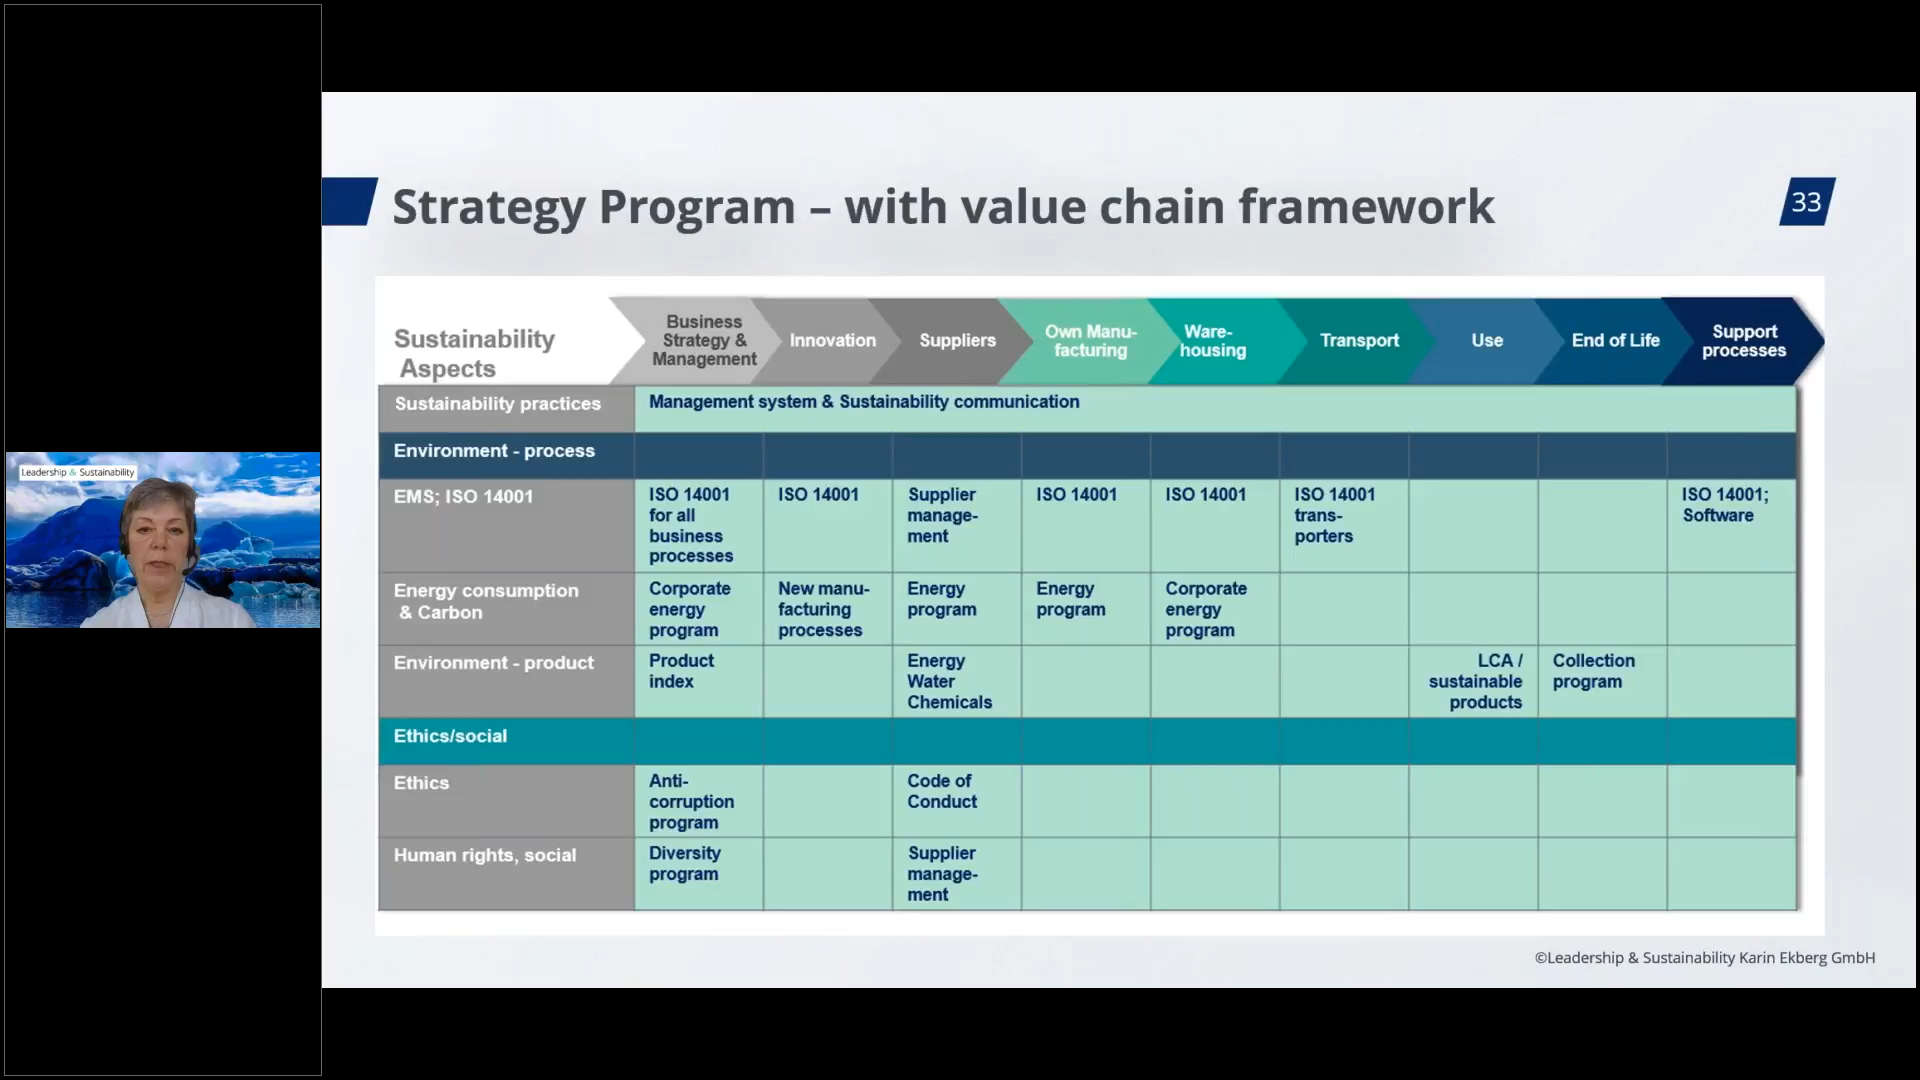 Leadership & Sustainability
Strategy Program – with value chain framework
33
Sustainability
Aspects
Business
Strategy &
Management
Innovation
Suppliers
Own Manu-
facturing
Ware-
housing
Transport
Use
End of Life
Support
processes
Sustainability practices
Management system & Sustainability communication
Environment - process
EMS; ISO 14001
ISO 14001
for all
business
processes
ISO 14001
Supplier
manage-
ment
ISO 14001
ISO 14001
ISO 14001
trans-
porters
ISO 14001;
Software
Energy consumption
& Carbon
Corporate
energy
program
New manu-
facturing
processes
Energy
program
Energy
program
Corporate
energy
program
Environment - product
Product
index
Energy
Water
Chemicals
LCA /
sustainable
products
Collection
program
Ethics/social
Ethics
Anti-
corruption
program
Code of
Conduct
Human rights, social
Diversity
program
Supplier
manage-
ment
©Leadership & Sustainability Karin Ekberg GmbH